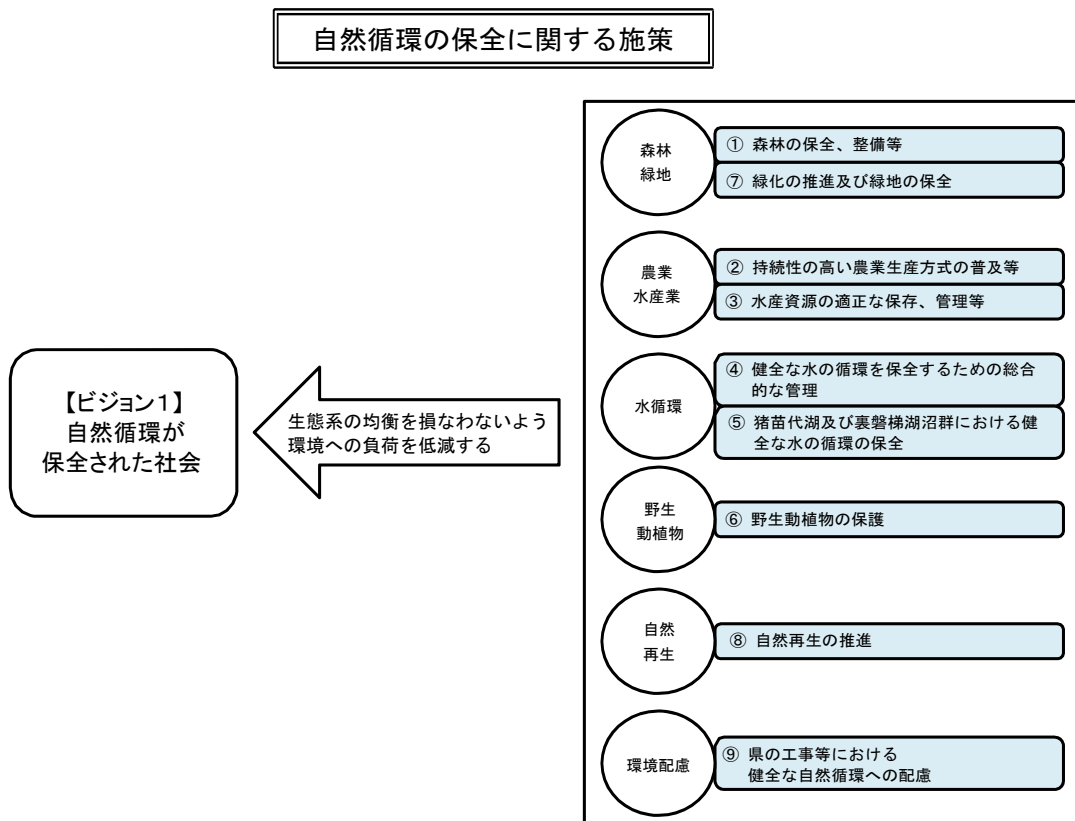 自然循環の保全に関する施策
森林
緑地
① 森林の保全、整備等
⑦ 緑化の推進及び緑地の保全
農業
水産業
② 持続性の高い農業生産方式の普及等
③ 水産資源の適正な保存、管理等
水循環
④ 健全な水の循環を保全するための総合
的な管理
⑤ 猪苗代湖及び裏磐梯湖沼群における健
全な水の循環の保全
野生
動植物
⑥ 野生動植物の保護
自然
再生
⑧ 自然再生の推進
環境配慮
⑨ 県の工事等における
健全な自然循環への配慮
生態系の均衡を損なわないよう
環境への負荷を低減する
【ビジョン１】
自然循環が
保全された社会